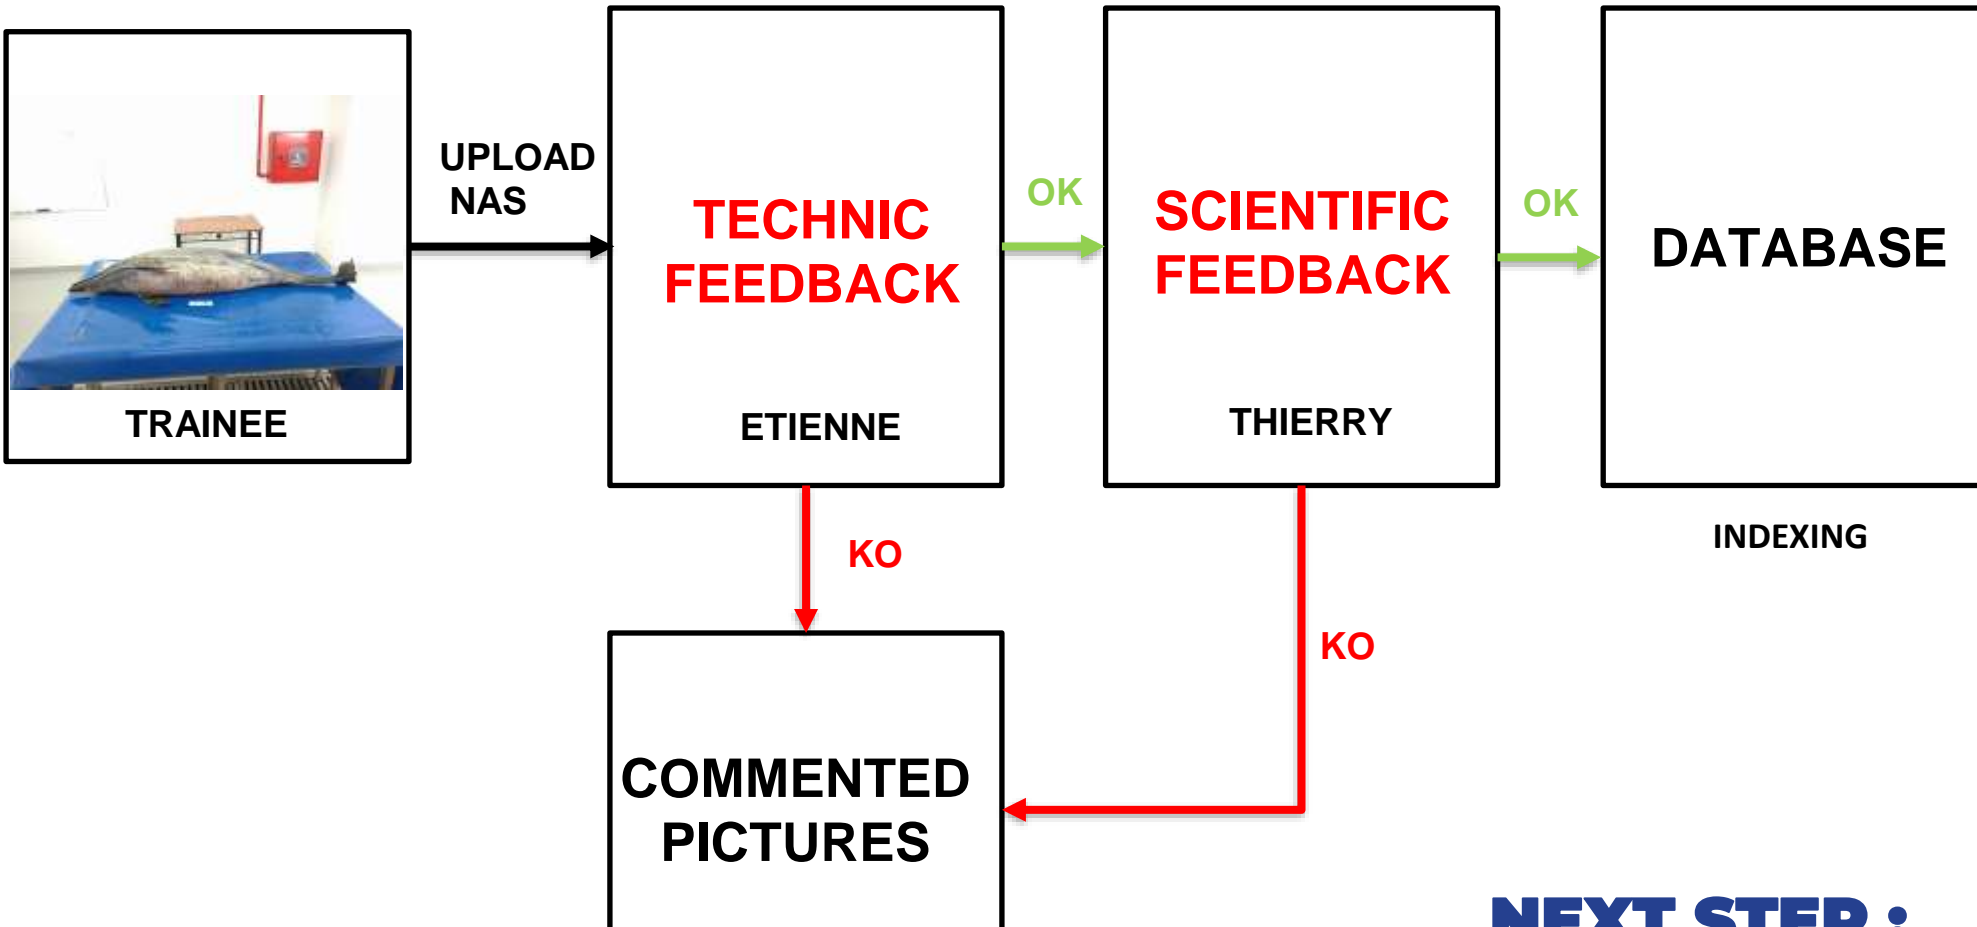 TRAINEE
UPLOAD
NAS
TECHNIC
FEEDBACK
ETIENNE
OK
SCIENTIFIC
FEEDBACK
THIERRY
OK
DATABASE
INDEXING
KO
KO
COMMENTED
PICTURES
NEXT STEP :